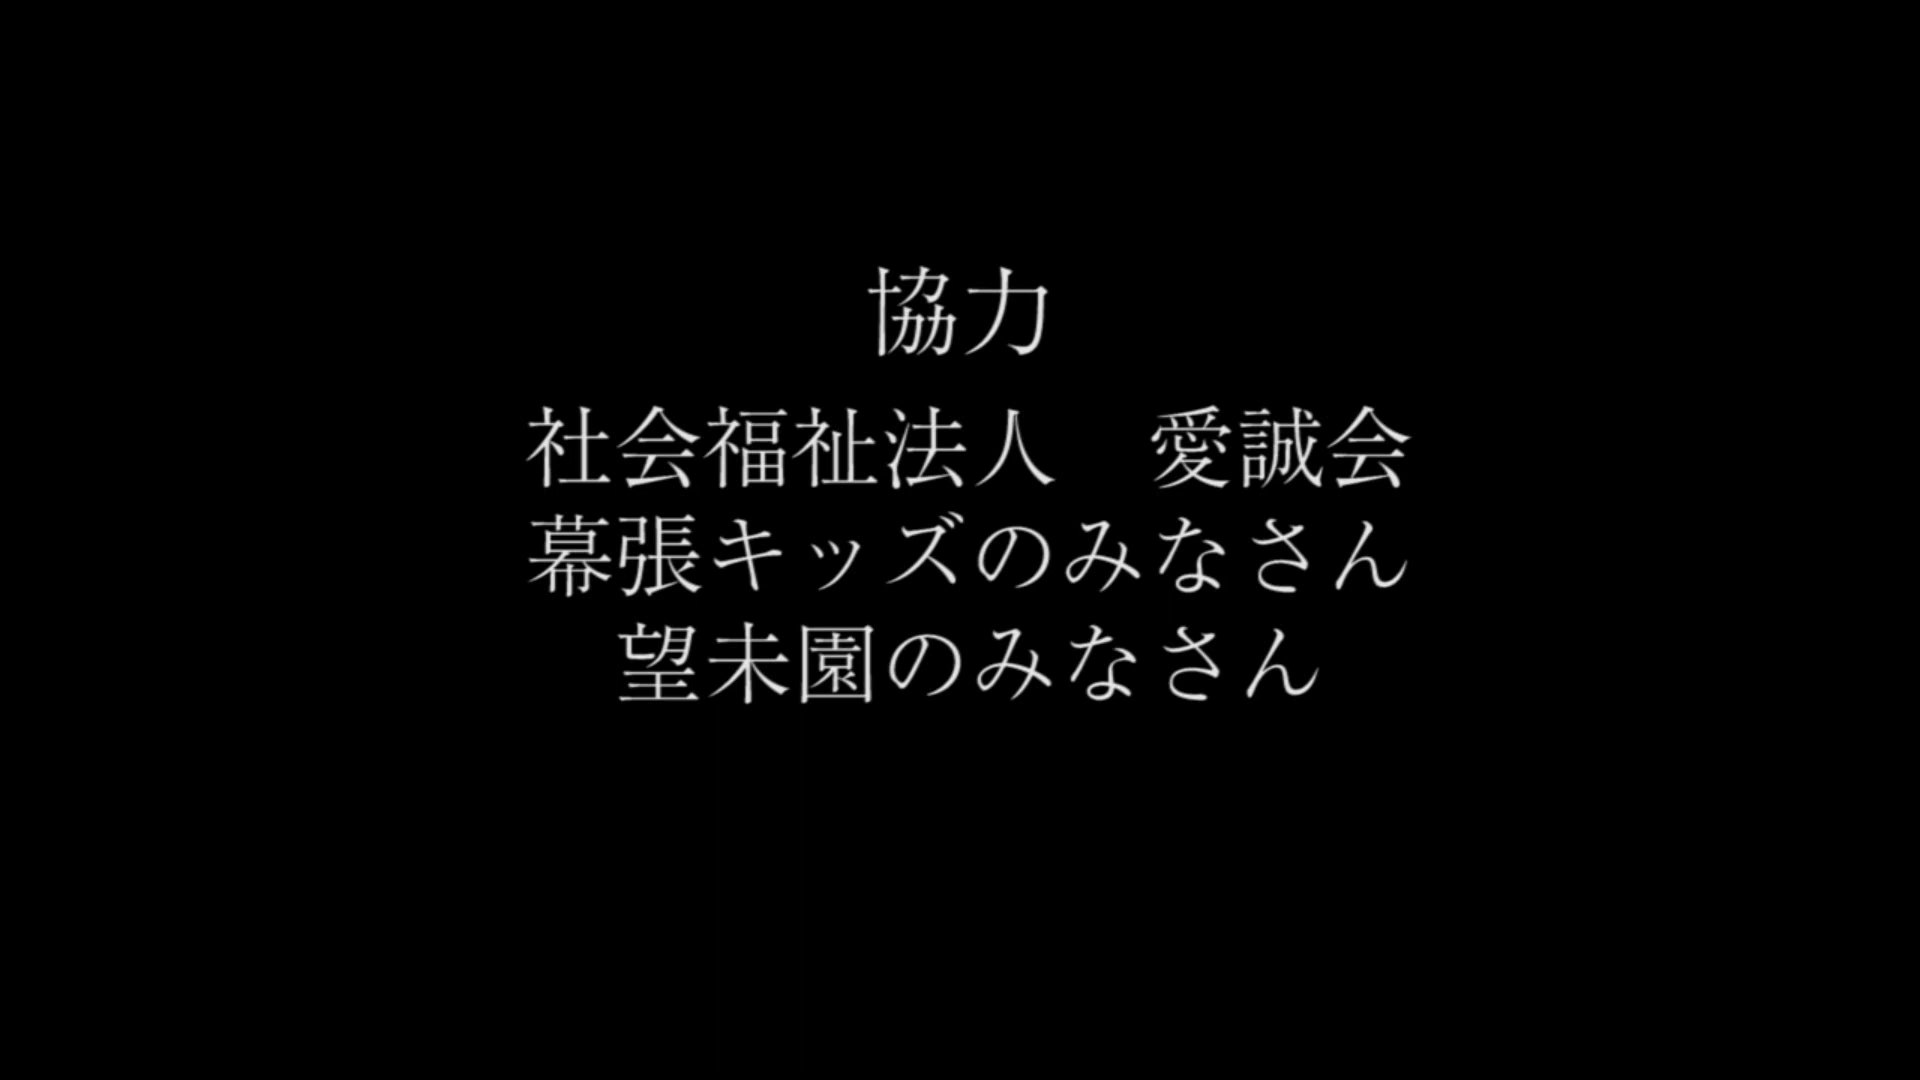 協力
社会福祉法人　愛誠会
幕張キッズのみなさん
望未園のみなさん